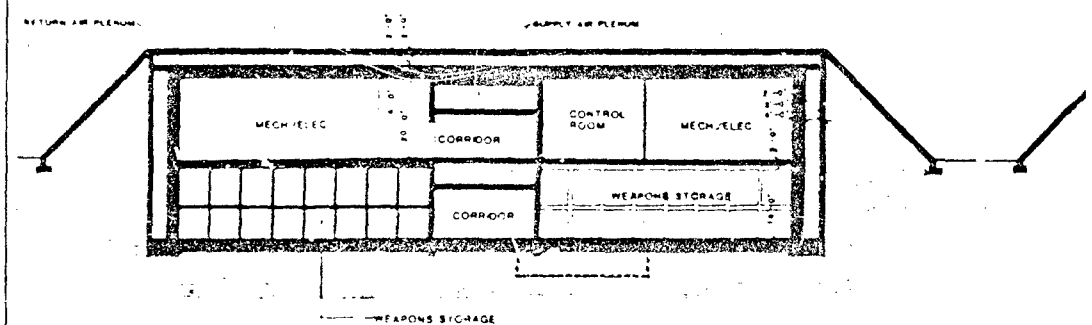 RETURN AIR PLENUM
SUPPLY AIR PLENUM
MECH/ELEC
CORRIDOR
CONTROL
ROOM
MECH/ELEC
CORRIDOR
WEAPONS STORAGE
WEAPONS STORAGE